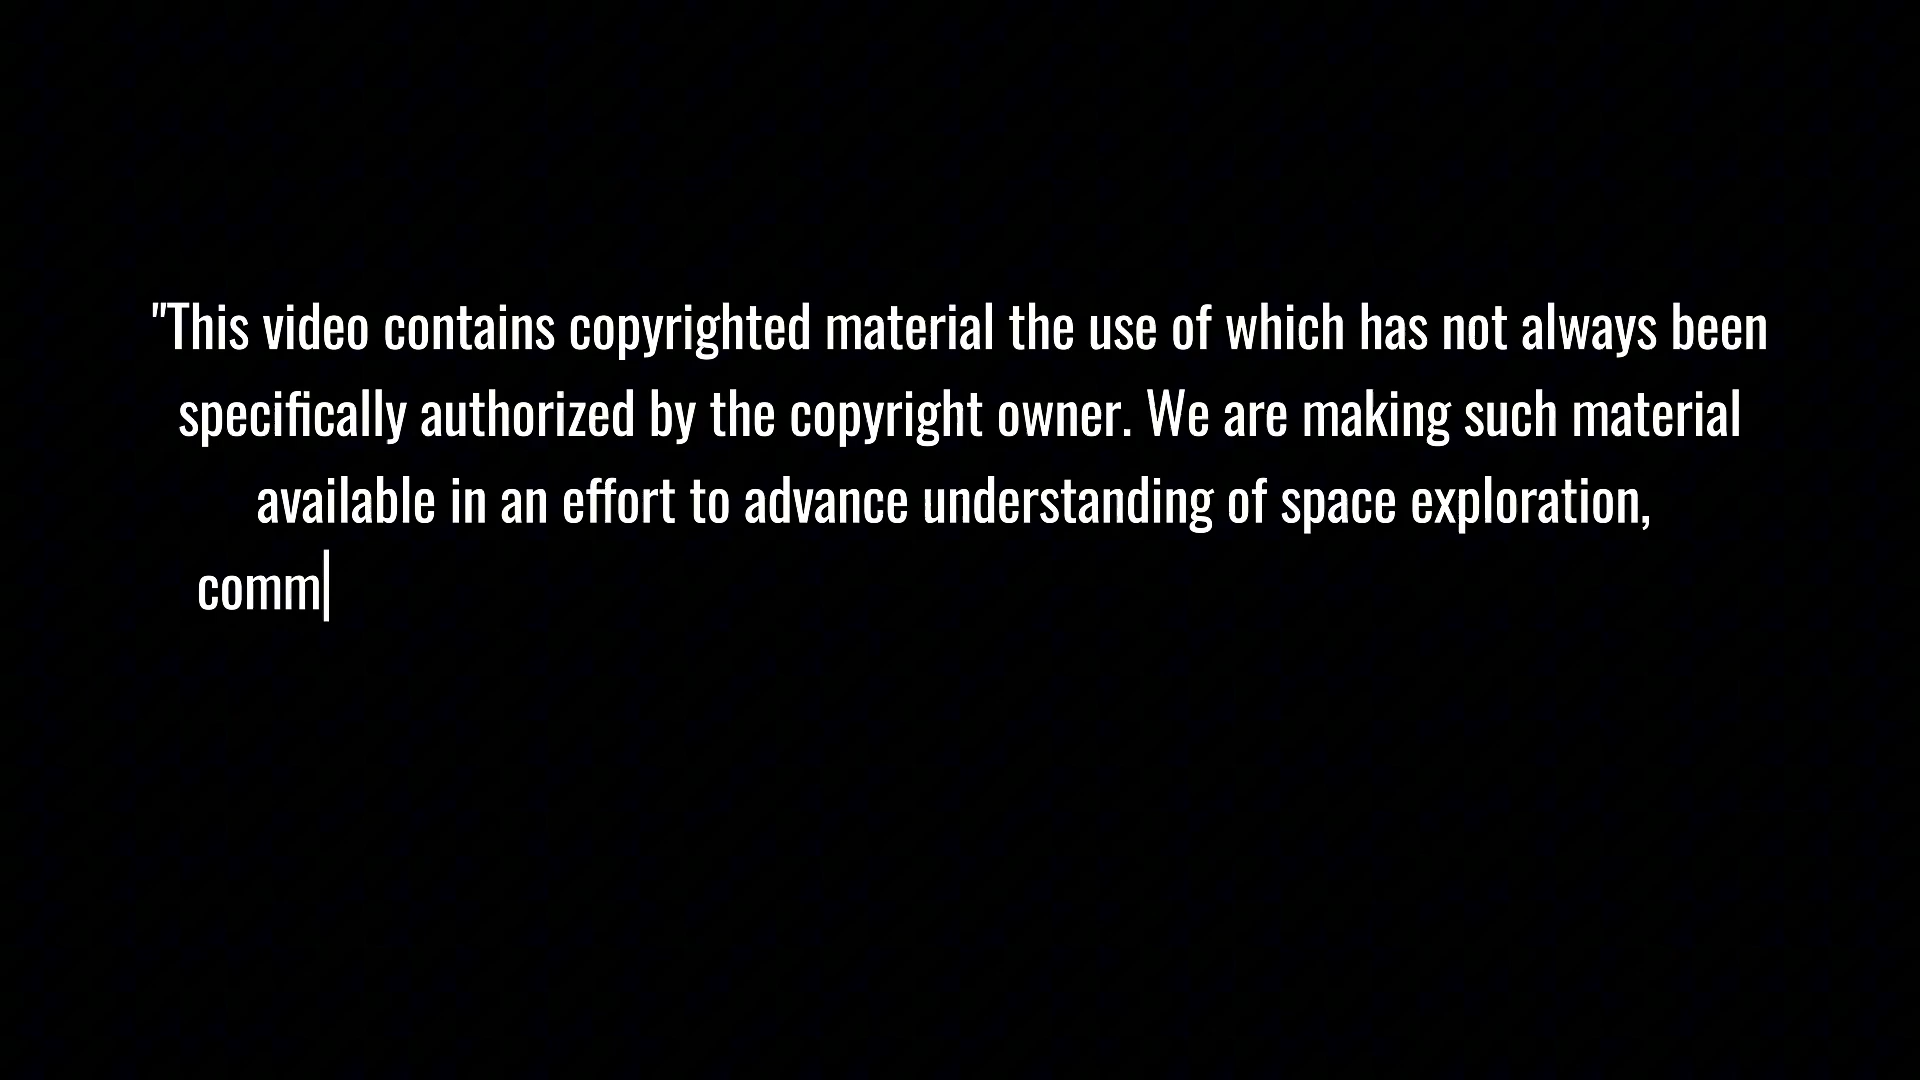 "This video contains copyrighted material the use of which has not always been
specifically authorized by the copyright owner. We are making such material
available in an effort to advance understanding of space exploration,
comm